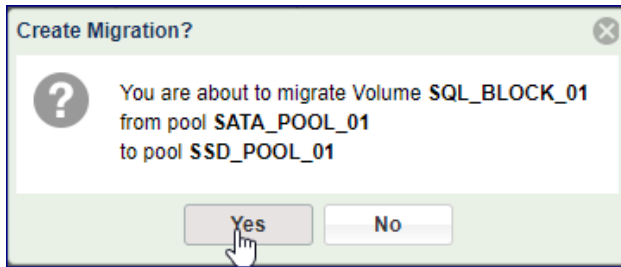 Create Migration?
You are about to migrate Volume SQL_BLOCK_01
from pool SATA_POOL_01
to pool SSD_POOL_01
Yes No